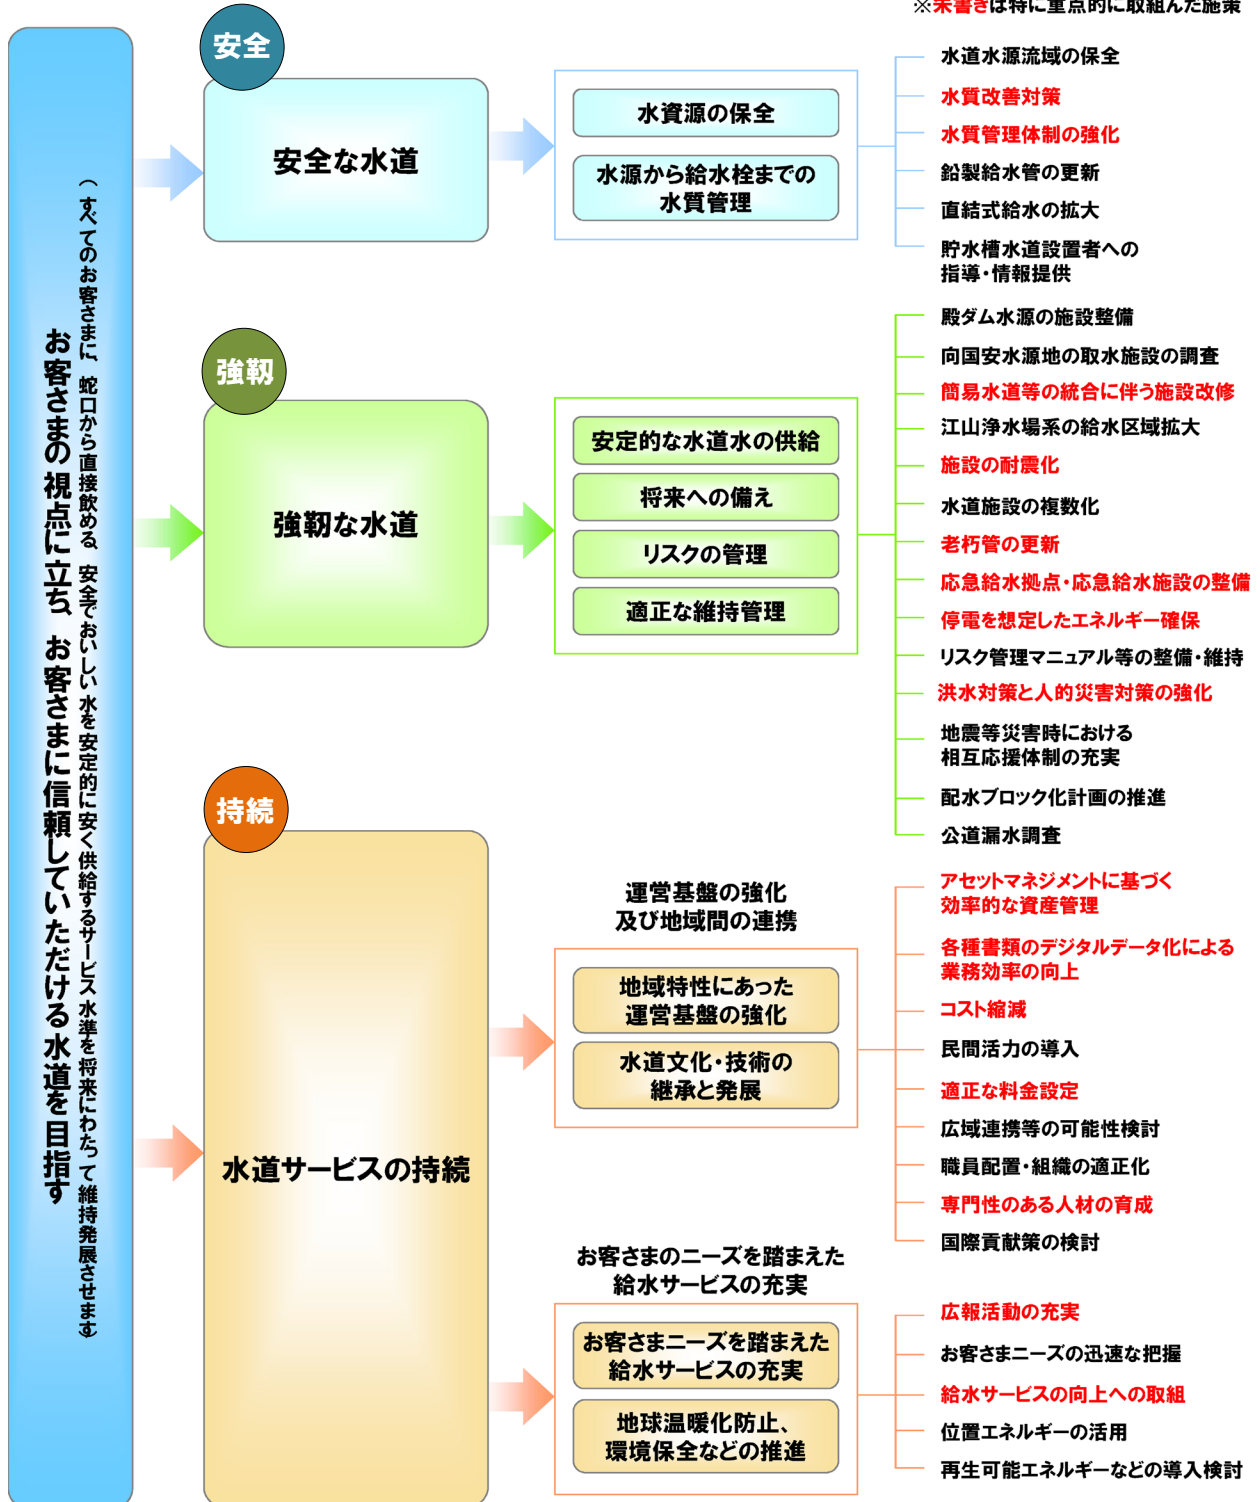 ※朱書きは特に重点的に取組んだ施策
お客さまの視点に立ち、お客さまに信頼していただける水道を目指す
(すべてのお客さまに、蛇口から直接飲める、安全でおいしい水を安定的に安く供給するサービス水準を将来にわたって維持発展させます)
安全
安全な水道
水資源の保全
水源から給水栓までの
水質管理
水道水源流域の保全
水質改善対策
水質管理体制の強化
鉛製給水管の更新
直結式給水の拡大
貯水槽水道設置者への
指導・情報提供
強靱
強靱な水道
安定的な水道水の供給
将来への備え
リスクの管理
適正な維持管理
殿ダム水源の施設整備
向国安水源地の取水施設の調査
簡易水道等の統合に伴う施設改修
江山浄水場系の給水区域拡大
施設の耐震化
水道施設の複数化
老朽管の更新
応急給水拠点・応急給水施設の整備
停電を想定したエネルギー確保
リスク管理マニュアル等の整備・維持
洪水対策と人的災害対策の強化
地震等災害時における
相互応援体制の充実
配水ブロック化計画の推進
公道漏水調査
持続
水道サービスの持続
運営基盤の強化
及び地域間の連携
地域特性にあった
運営基盤の強化
水道文化・技術の
継承と発展
アセットマネジメントに基づく
効率的な資産管理
各種書類のデジタルデータ化による
業務効率の向上
コスト縮減
民間活力の導入
適正な料金設定
広域連携等の可能性検討
職員配置・組織の適正化
専門性のある人材の育成
国際貢献策の検討
お客さまのニーズを踏まえた
給水サービスの充実
お客さまニーズを踏まえた
給水サービスの充実
地球温暖化防止、
環境保全などの推進
広報活動の充実
お客さまニーズの迅速な把握
給水サービスの向上への取組
位置エネルギーの活用
再生可能エネルギーなどの導入検討